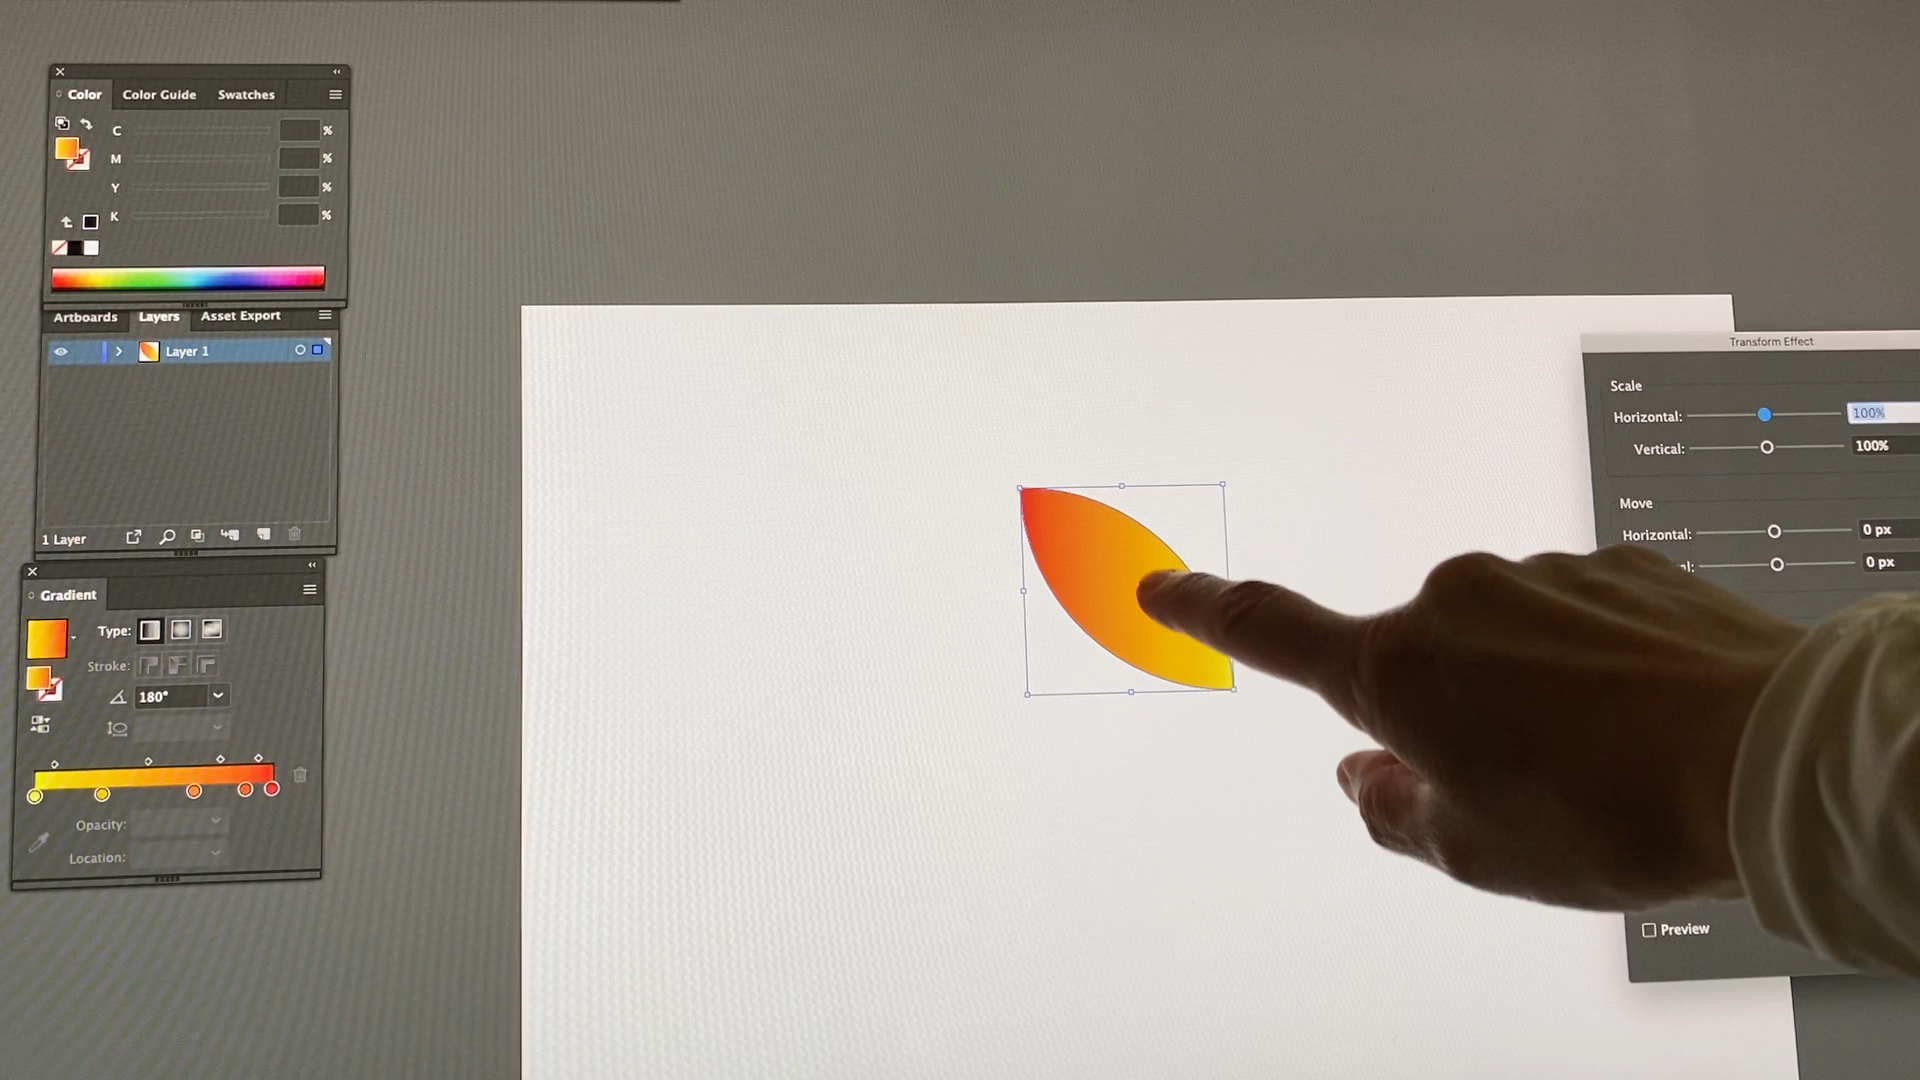 Color Color Guide Swatches
C %
M %
Y %
K %
Artboards Layers Asset Export
Layer 1
1 Layer
Gradient
Type:
Stroke:
180°
Opacity:
Location:
Transform Effect
Scale
Horizontal: 100%
Vertical: 100%
Move
Horizontal: 0 px
0 px
Preview